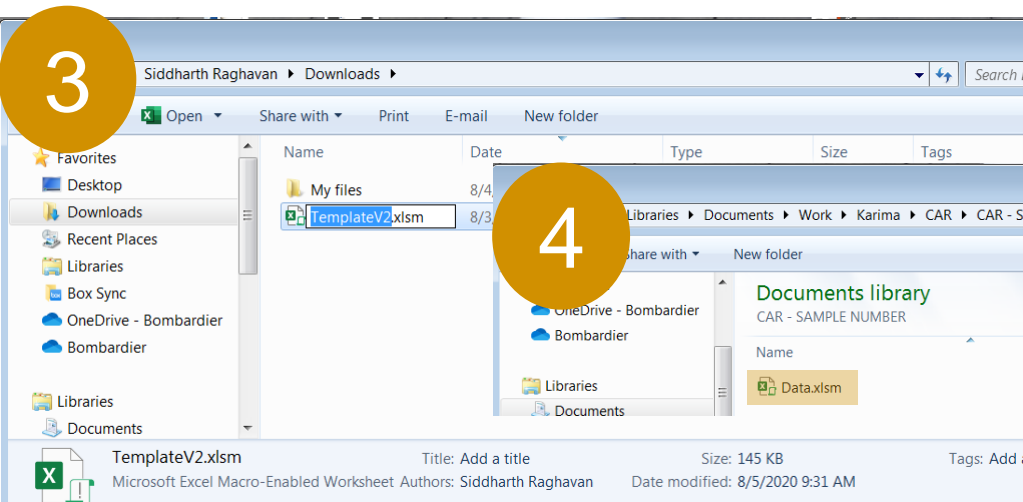 3
Siddharth Raghavan Downloads
Search
Open Share with Print E-mail New folder
Favorites
Desktop
Downloads
Recent Places
Libraries
Box Sync
OneDrive - Bombardier
Bombardier
Libraries
Documents
Name Date Type Size Tags
My files 8/4
TemplateV2.xlsm 8/3
4
Libraries Documents Work Karima CAR CAR - S
Share with New folder
OneDrive - Bombardier
Bombardier
Libraries
Documents
Documents library
CAR - SAMPLE NUMBER
Name
Data.xlsm
TemplateV2.xlsm Title: Add a title Size: 145 KB Tags: Add
Microsoft Excel Macro-Enabled Worksheet Authors: Siddharth Raghavan Date modified: 8/5/2020 9:31 AM